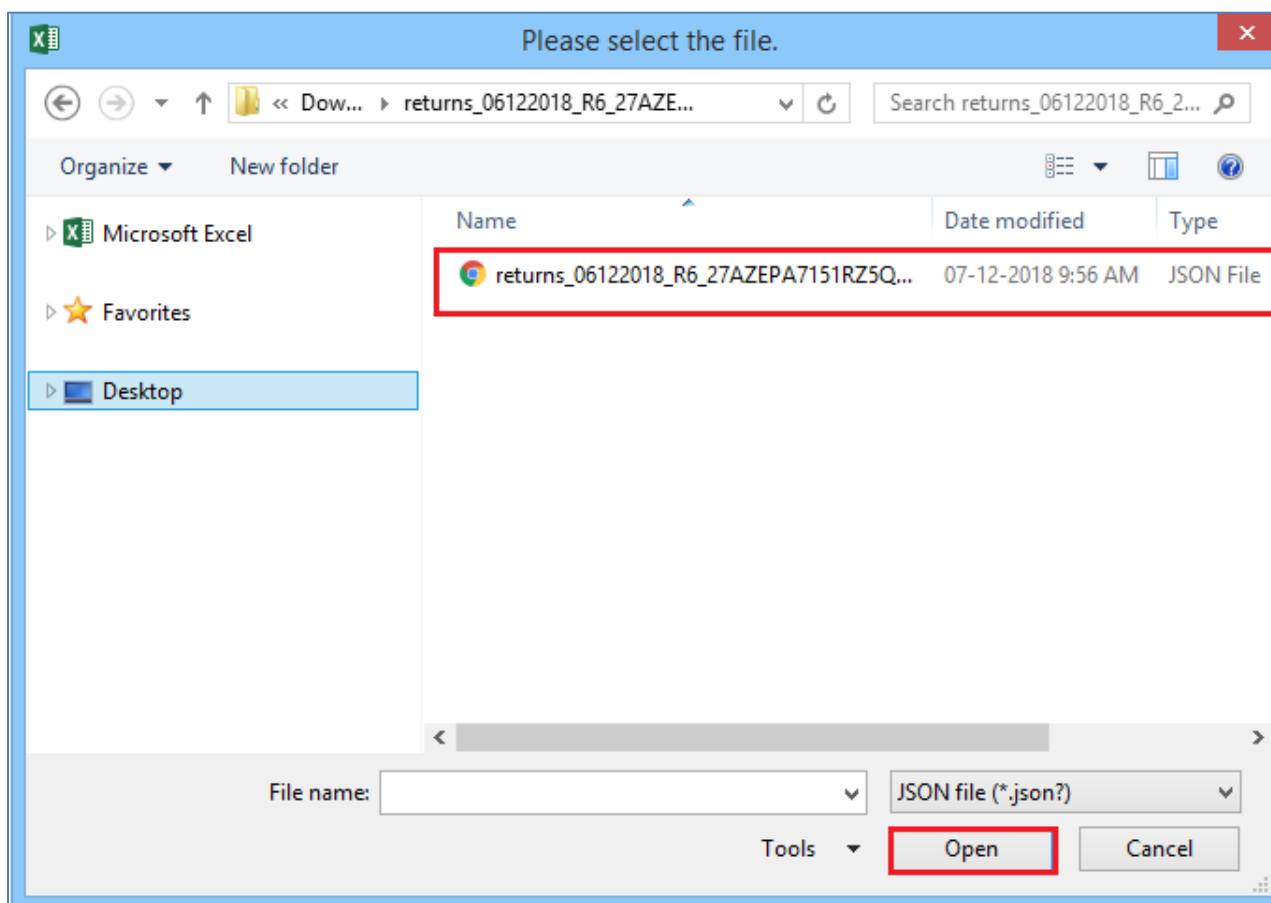 Please select the file.
« Dow... returns_06122018_R6_27AZE... Search returns_06122018_R6_2...
Organize New folder
Name Date modified Type
Microsoft Excel
returns_06122018_R6_27AZEPA7151RZ5Q... 07-12-2018 9:56 AM JSON File
Favorites
Desktop
File name: JSON file (*.json?)
Tools Open Cancel